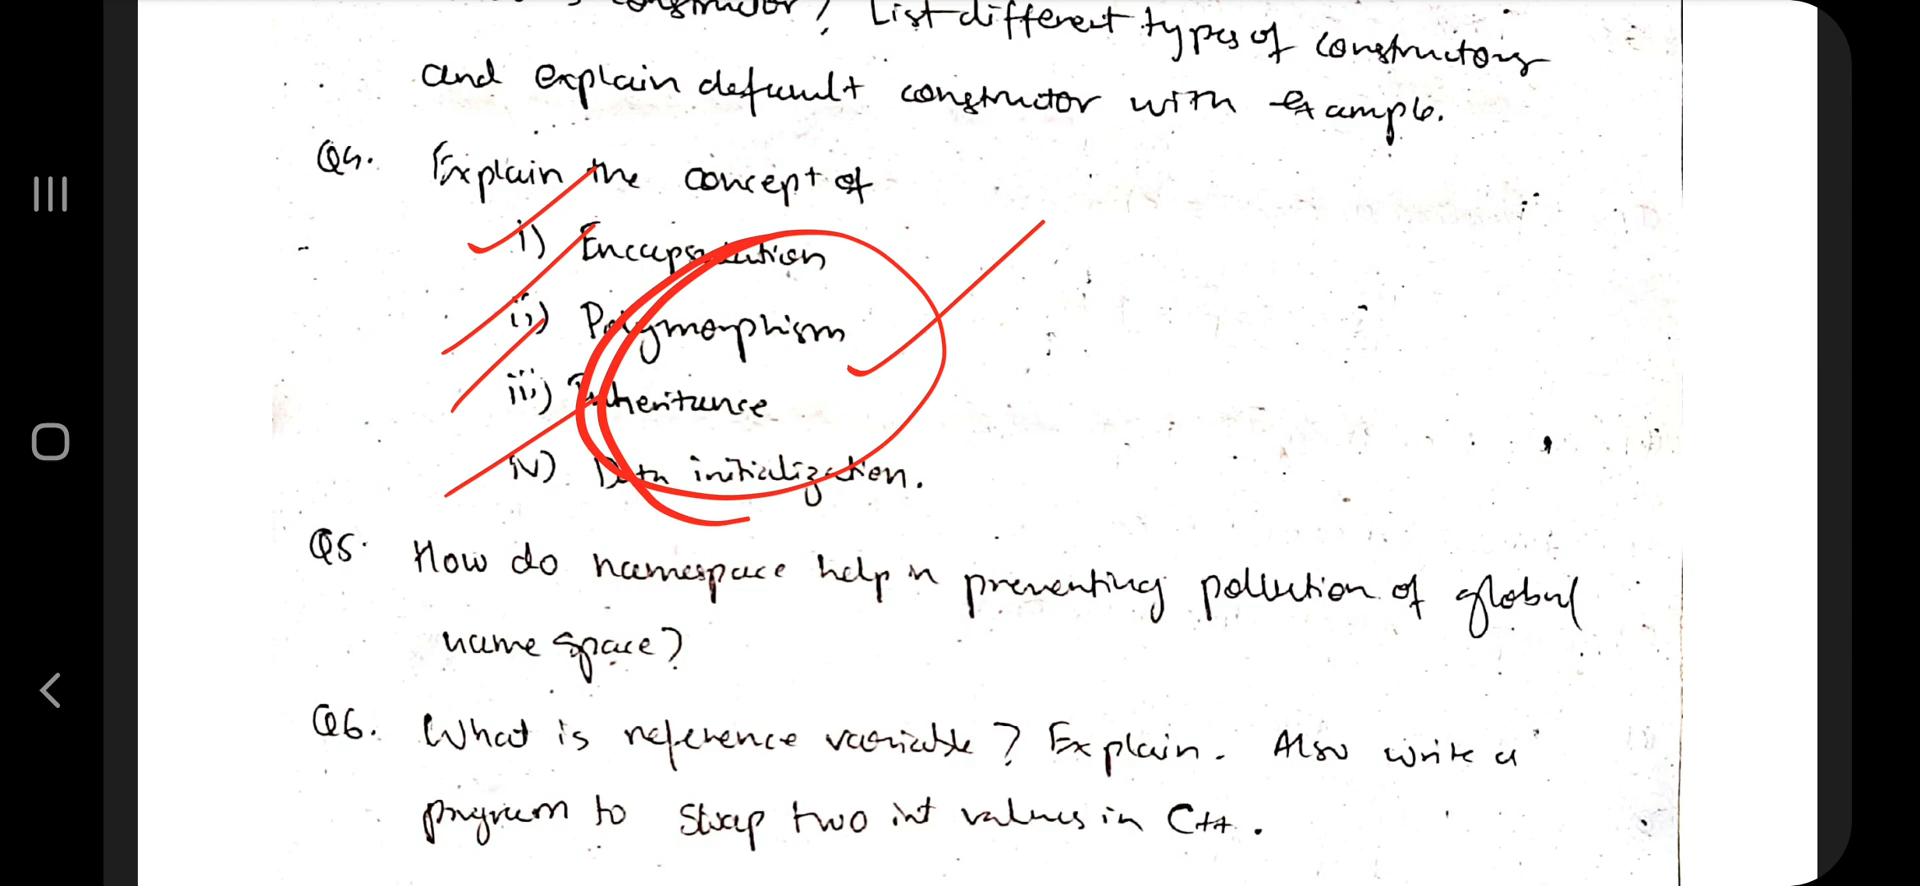 constructor? List different types of constructors
and explain default constructor with example.
Q4. Explain the concept of
i) Encapsulation
ii) Polymorphism
iii) Inheritance
iv) Data initialization.
Q5. How do namespace help in preventing pollution of global
name space?
Q6. What is reference variable? Explain. Also write a
program to swap two int values in C++.